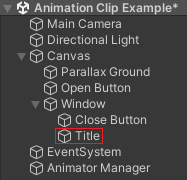 Animation Clip Example*
Main Camera
Directional Light
Canvas
Parallax Ground
Open Button
Window
Close Button
Title
EventSystem
Animator Manager